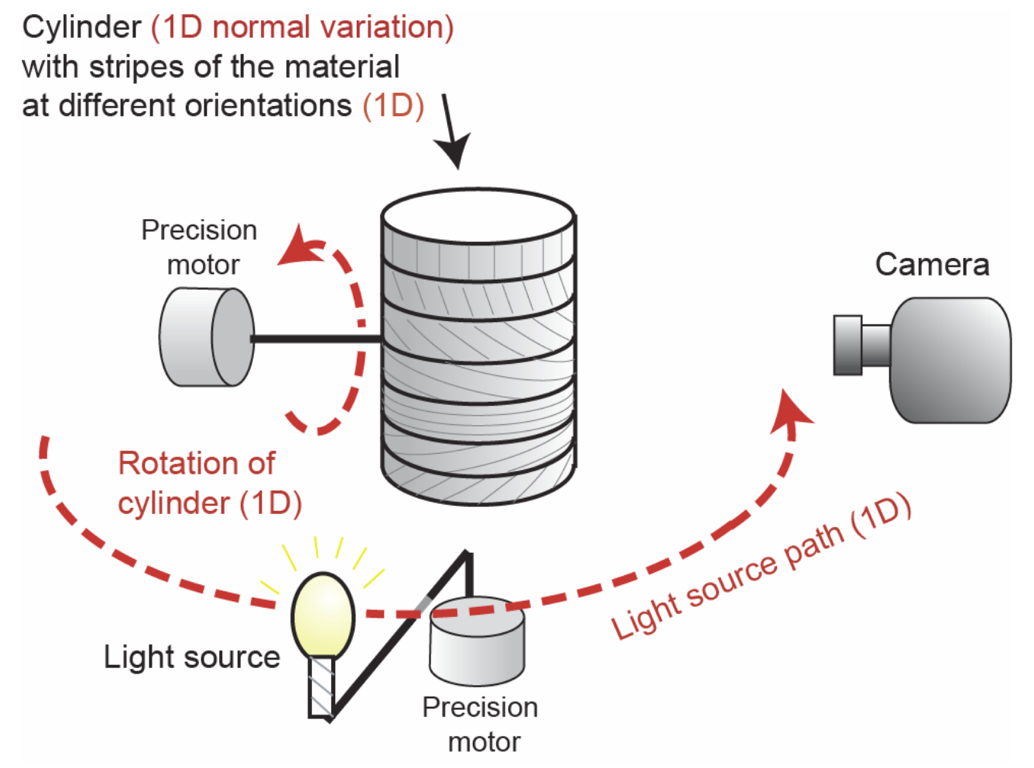 Cylinder (1D normal variation)
with stripes of the material
at different orientations (1D)
Precision
motor
Camera
Rotation of
cylinder (1D)
Light source path (1D)
Light source
Precision
motor